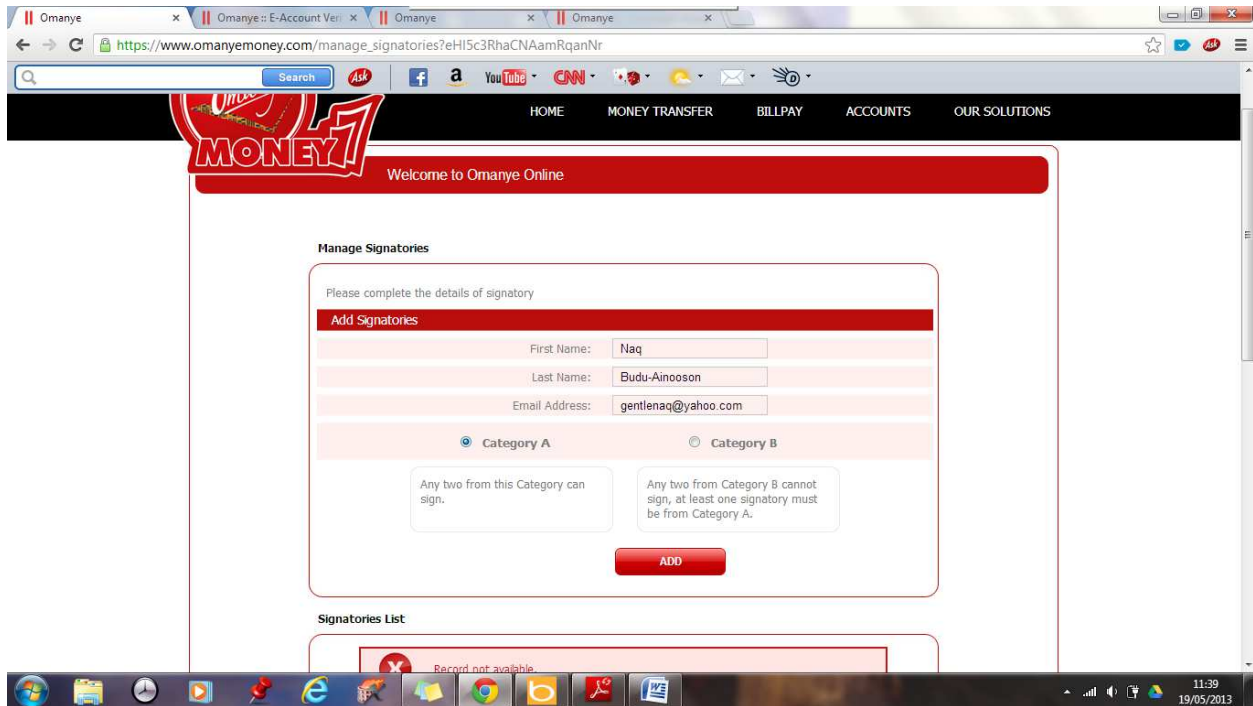 Omanye
Omanye :: E-Account Veri
Omanye
Omanye
https://www.omanyemoney.com/manage_signatories?eHI5c3RhaCNAamRqanNr
Ask
Search
Ask
f
a
YouTube
CNN
D
MONEY
HOME MONEY TRANSFER BILLPAY ACCOUNTS OUR SOLUTIONS
Welcome to Omanye Online
Manage Signatories
Please complete the details of signatory
Add Signatories
First Name: Naq
Last Name: Budu-Ainooson
Email Address: gentlenaq@yahoo.com
Category A Category B
Any two from this Category can
sign.
Any two from Category B cannot
sign, at least one signatory must
be from Category A.
ADD
Signatories List
Record not available.
11:39
19/05/2013